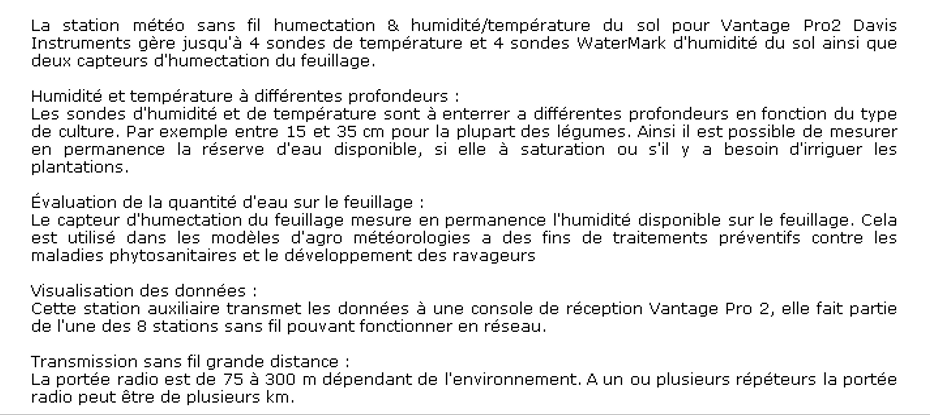 La station météo sans fil humectation & humidité/température du sol pour Vantage Pro2 Davis
Instruments gère jusqu'à 4 sondes de température et 4 sondes WaterMark d'humidité du sol ainsi que
deux capteurs d'humectation du feuillage.
Humidité et température à différentes profondeurs :
Les sondes d'humidité et de température sont à enterrer a différentes profondeurs en fonction du type
de culture. Par exemple entre 15 et 35 cm pour la plupart des légumes. Ainsi il est possible de mesurer
en permanence la réserve d'eau disponible, si elle à saturation ou s'il y a besoin d'irriguer les
plantations.
Évaluation de la quantité d'eau sur le feuillage :
Le capteur d'humectation du feuillage mesure en permanence l'humidité disponible sur le feuillage. Cela
est utilisé dans les modèles d'agro météorologies a des fins de traitements préventifs contre les
maladies phytosanitaires et le développement des ravageurs
Visualisation des données :
Cette station auxiliaire transmet les données à une console de réception Vantage Pro 2, elle fait partie
de l'une des 8 stations sans fil pouvant fonctionner en réseau.
Transmission sans fil grande distance :
La portée radio est de 75 à 300 m dépendant de l'environnement. A un ou plusieurs répéteurs la portée
radio peut être de plusieurs km.